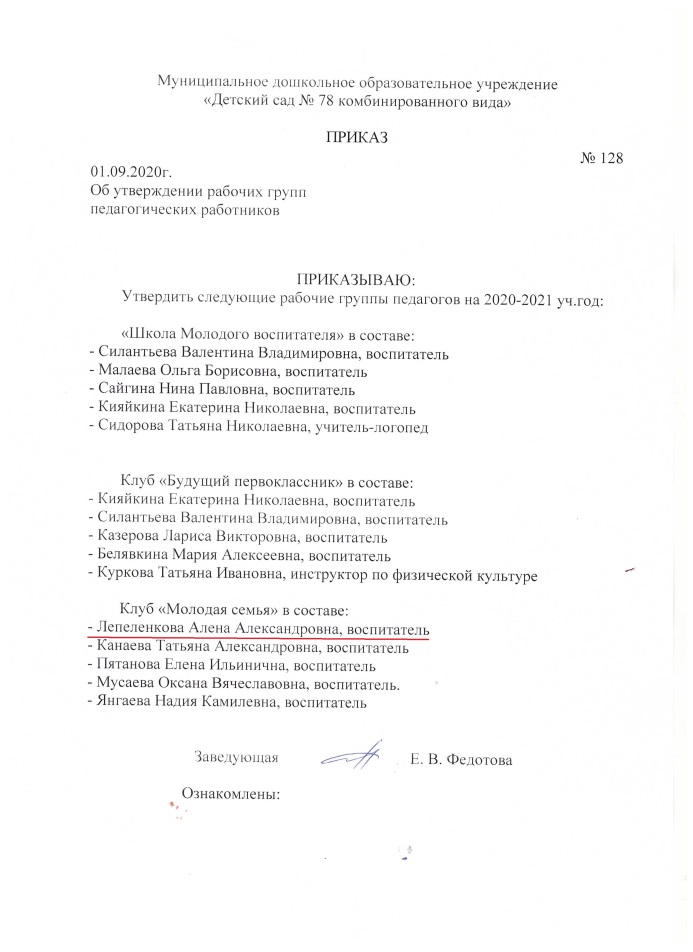 Муниципальное дошкольное образовательное учреждение
«Детский сад № 78 комбинированного вида»
ПРИКАЗ
№ 128
01.09.2020г.
Об утверждении рабочих групп
педагогических работников
ПРИКАЗЫВАЮ:
Утвердить следующие рабочие группы педагогов на 2020-2021 уч.год:
«Школа Молодого воспитателя» в составе:
- Силантьева Валентина Владимировна, воспитатель
- Малаева Ольга Борисовна, воспитатель
- Сайгина Нина Павловна, воспитатель
- Кияйкина Екатерина Николаевна, воспитатель
- Сидорова Татьяна Николаевна, учитель-логопед
Клуб «Будущий первоклассник» в составе:
- Кияйкина Екатерина Николаевна, воспитатель
- Силантьева Валентина Владимировна, воспитатель
- Казерова Лариса Викторовна, воспитатель
- Белявкина Мария Алексеевна, воспитатель
- Куркова Татьяна Ивановна, инструктор по физической культуре
Клуб «Молодая семья» в составе:
- Лепеленкова Алена Александровна, воспитатель
- Канаева Татьяна Александровна, воспитатель
- Пятанова Елена Ильинична, воспитатель
- Мусаева Оксана Вячеславовна, воспитатель.
- Янгаева Надия Камилевна, воспитатель
Заведующая Е. В. Федотова
Ознакомлены: